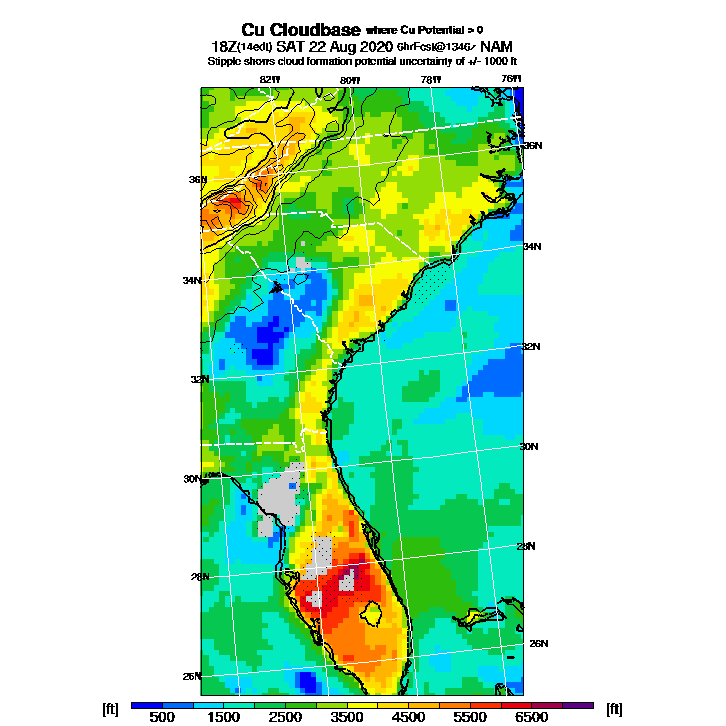 Cu Cloudbase where Cu Potential > 0
18Z(14edt) SAT 22 Aug 2020 6hrFcst@1346z NAM
Stipple shows cloud formation potential uncertainty of +/- 1000 ft
82W 80W 78W 76W
36N
36N
34N
34N
32N
32N
30N
30N
28N
28N
26N
26N
[ft] 500 1500 2500 3500 4500 5500 6500 [ft]